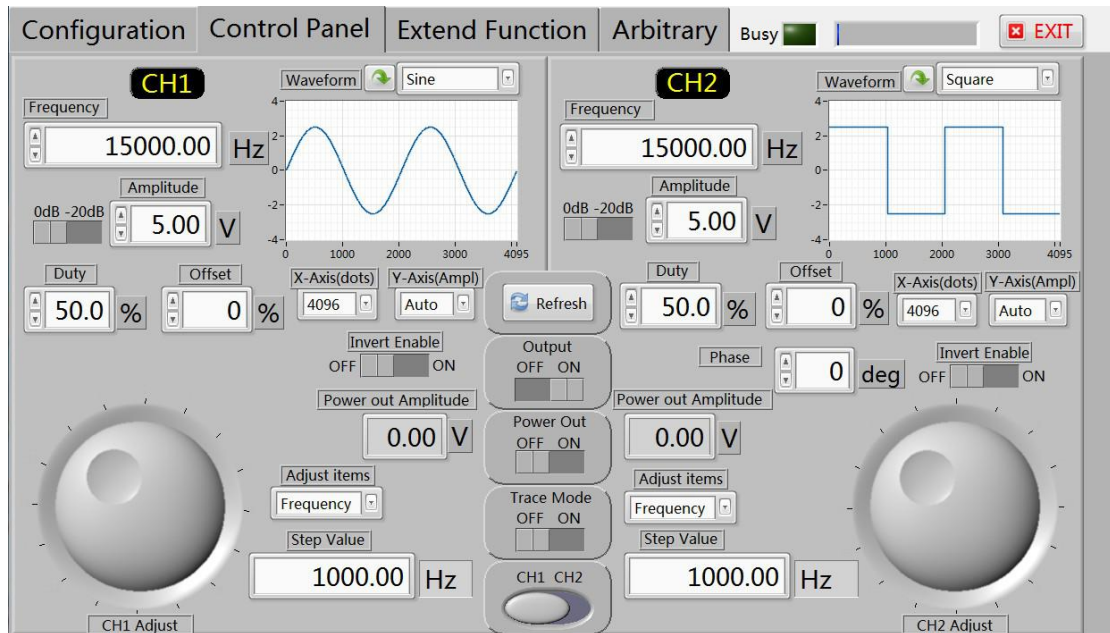 Configuration Control Panel Extend Function Arbitrary Busy EXIT
CH1
Waveform Sine
Frequency
15000.00 Hz
Amplitude
0dB -20dB
5.00 V
4
2
0
-2
-4
0 1000 2000 3000 4095
Duty Offset
50.0 % 0 %
X-Axis(dots) Y-Axis(Ampl)
4096 Auto
Invert Enable
OFF ON
Power out Amplitude
0.00 V
Adjust items
Frequency
Step Value
1000.00 Hz
CH1 Adjust
Refresh
Output
OFF ON
Power Out
OFF ON
Trace Mode
OFF ON
CH1 CH2
CH2
Waveform Square
Frequency
15000.00 Hz
Amplitude
0dB -20dB
5.00 V
4
2
0
-2
-4
0 1000 2000 3000 4095
Duty Offset
50.0 % 0 %
X-Axis(dots) Y-Axis(Ampl)
4096 Auto
Phase 0 deg
Invert Enable
OFF ON
Power out Amplitude
0.00 V
Adjust items
Frequency
Step Value
1000.00 Hz
CH2 Adjust